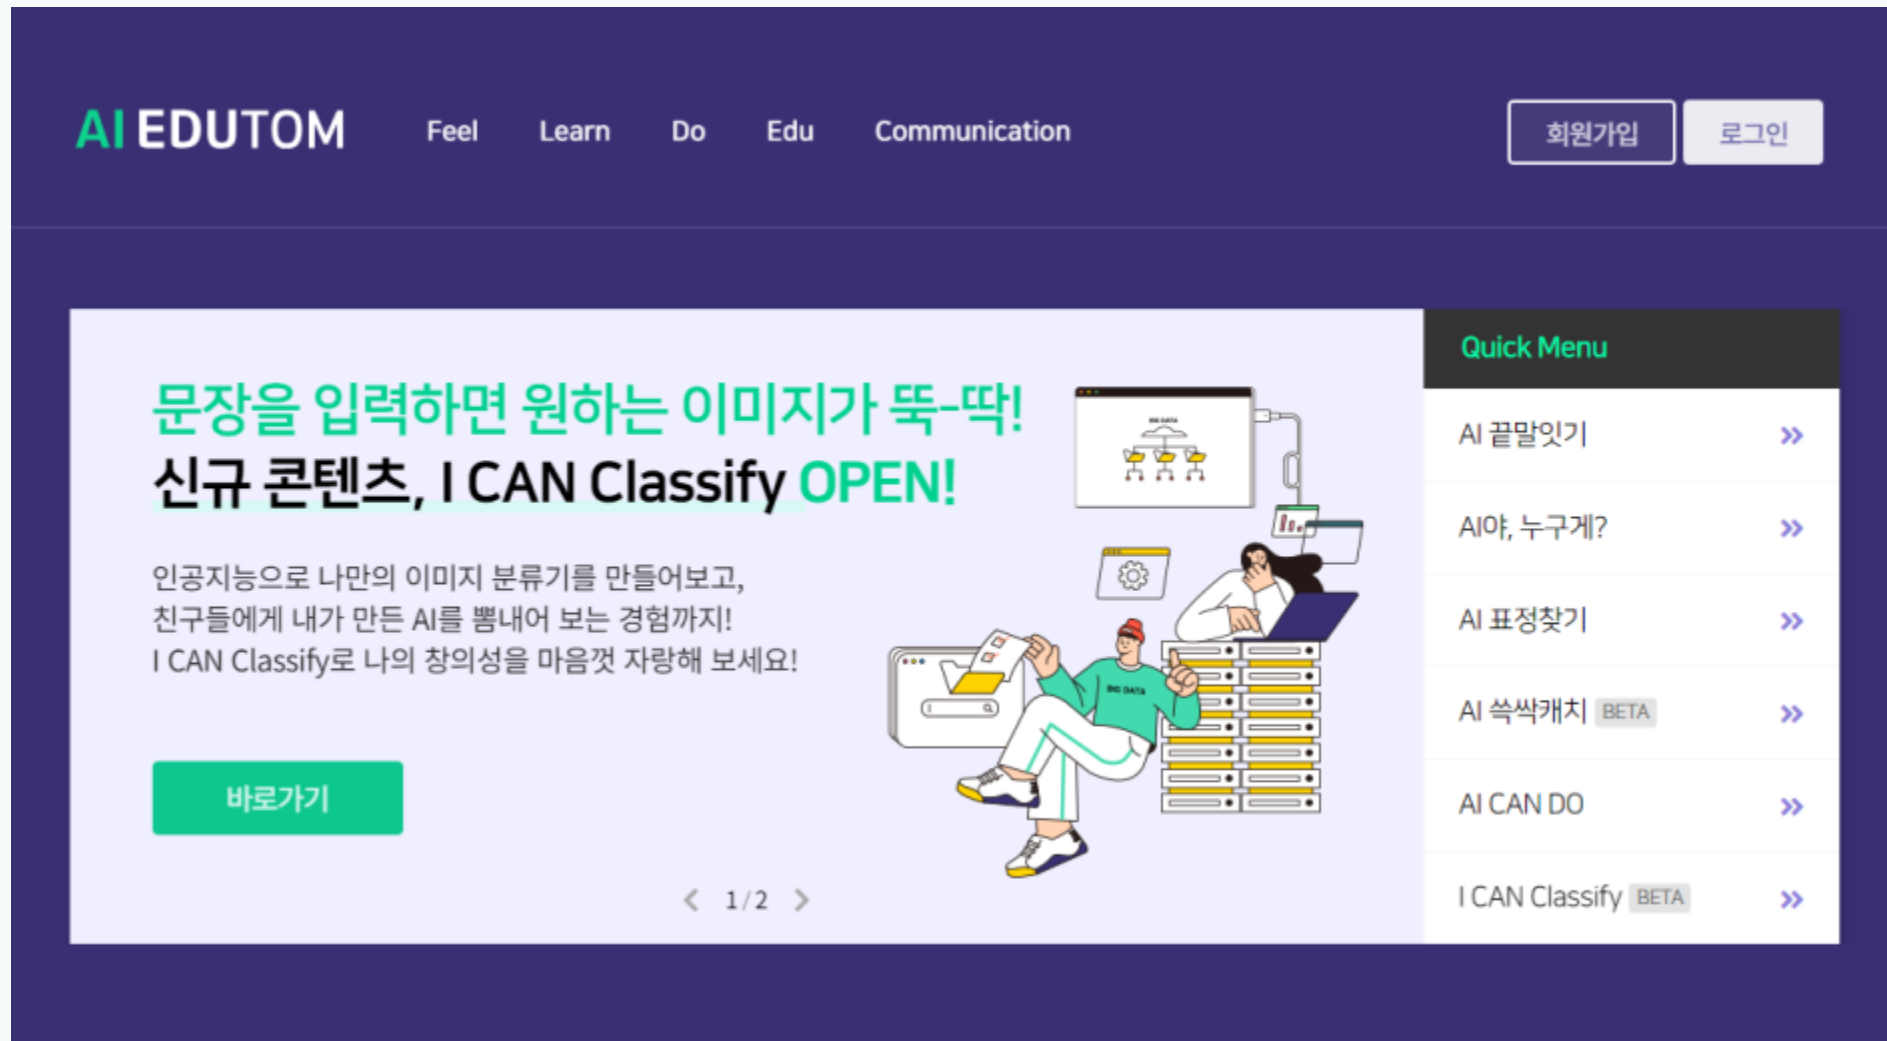 AI EDUTOM
Feel Learn Do Edu Communication
회원가입 로그인
문장을 입력하면 원하는 이미지가 뚝-딱!
신규 콘텐츠, I CAN Classify OPEN!
인공지능으로 나만의 이미지 분류기를 만들어보고,
친구들에게 내가 만든 AI를 뽐내어 보는 경험까지!
I CAN Classify로 나의 창의성을 마음껏 자랑해 보세요!
바로가기
1/2
BIG DATA
BIG DATA
Quick Menu
AI 끝말잇기
AI야, 누구게?
AI 표정찾기
AI 쓱싹캐치 BETA
AI CAN DO
I CAN Classify BETA